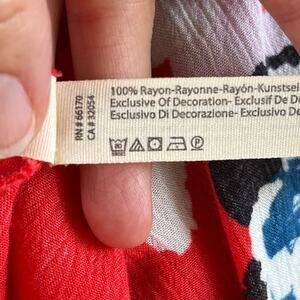 RN # 66170
CA # 32054
100% Rayon-Rayonne-Rayón-Kunstsei
Exclusive Of Decoration- Exclusif De D
Esclusivo Di Decorazione- Exclusivo De